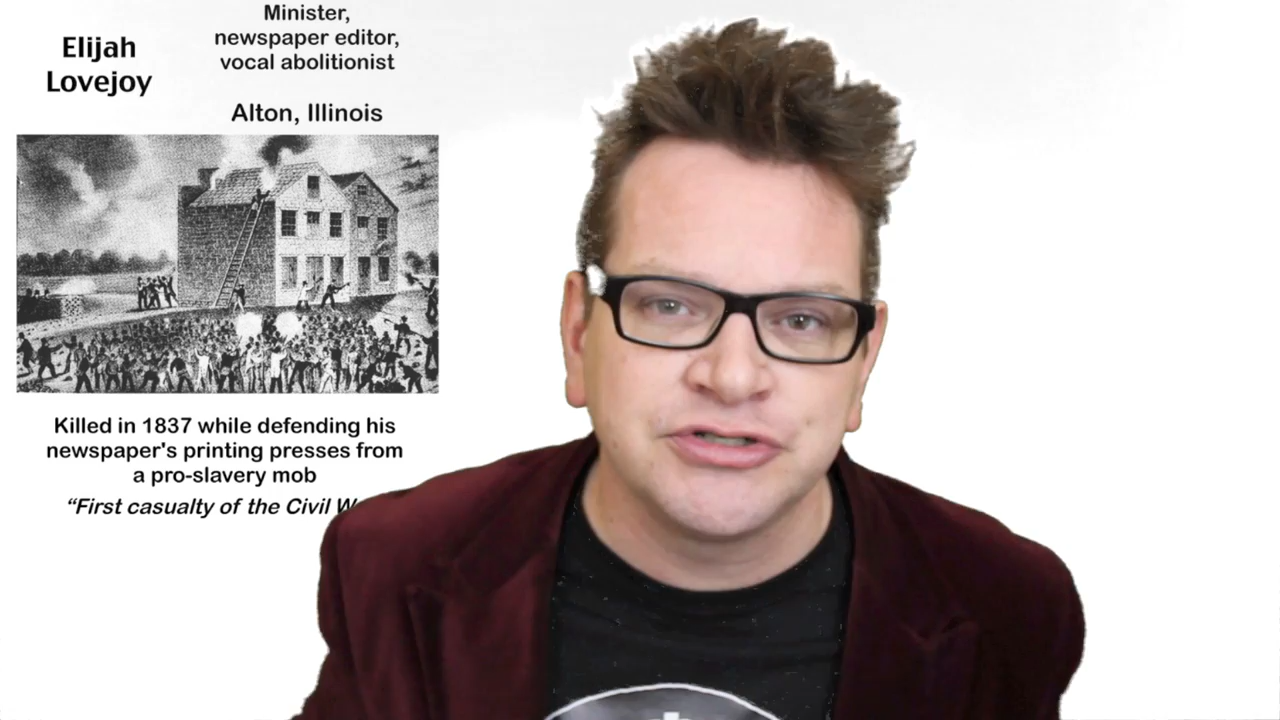 Elijah
Lovejoy
Minister,
newspaper editor,
vocal abolitionist
Alton, Illinois
Killed in 1837 while defending his
newspaper's printing presses from
a pro-slavery mob
“First casualty of the Civil